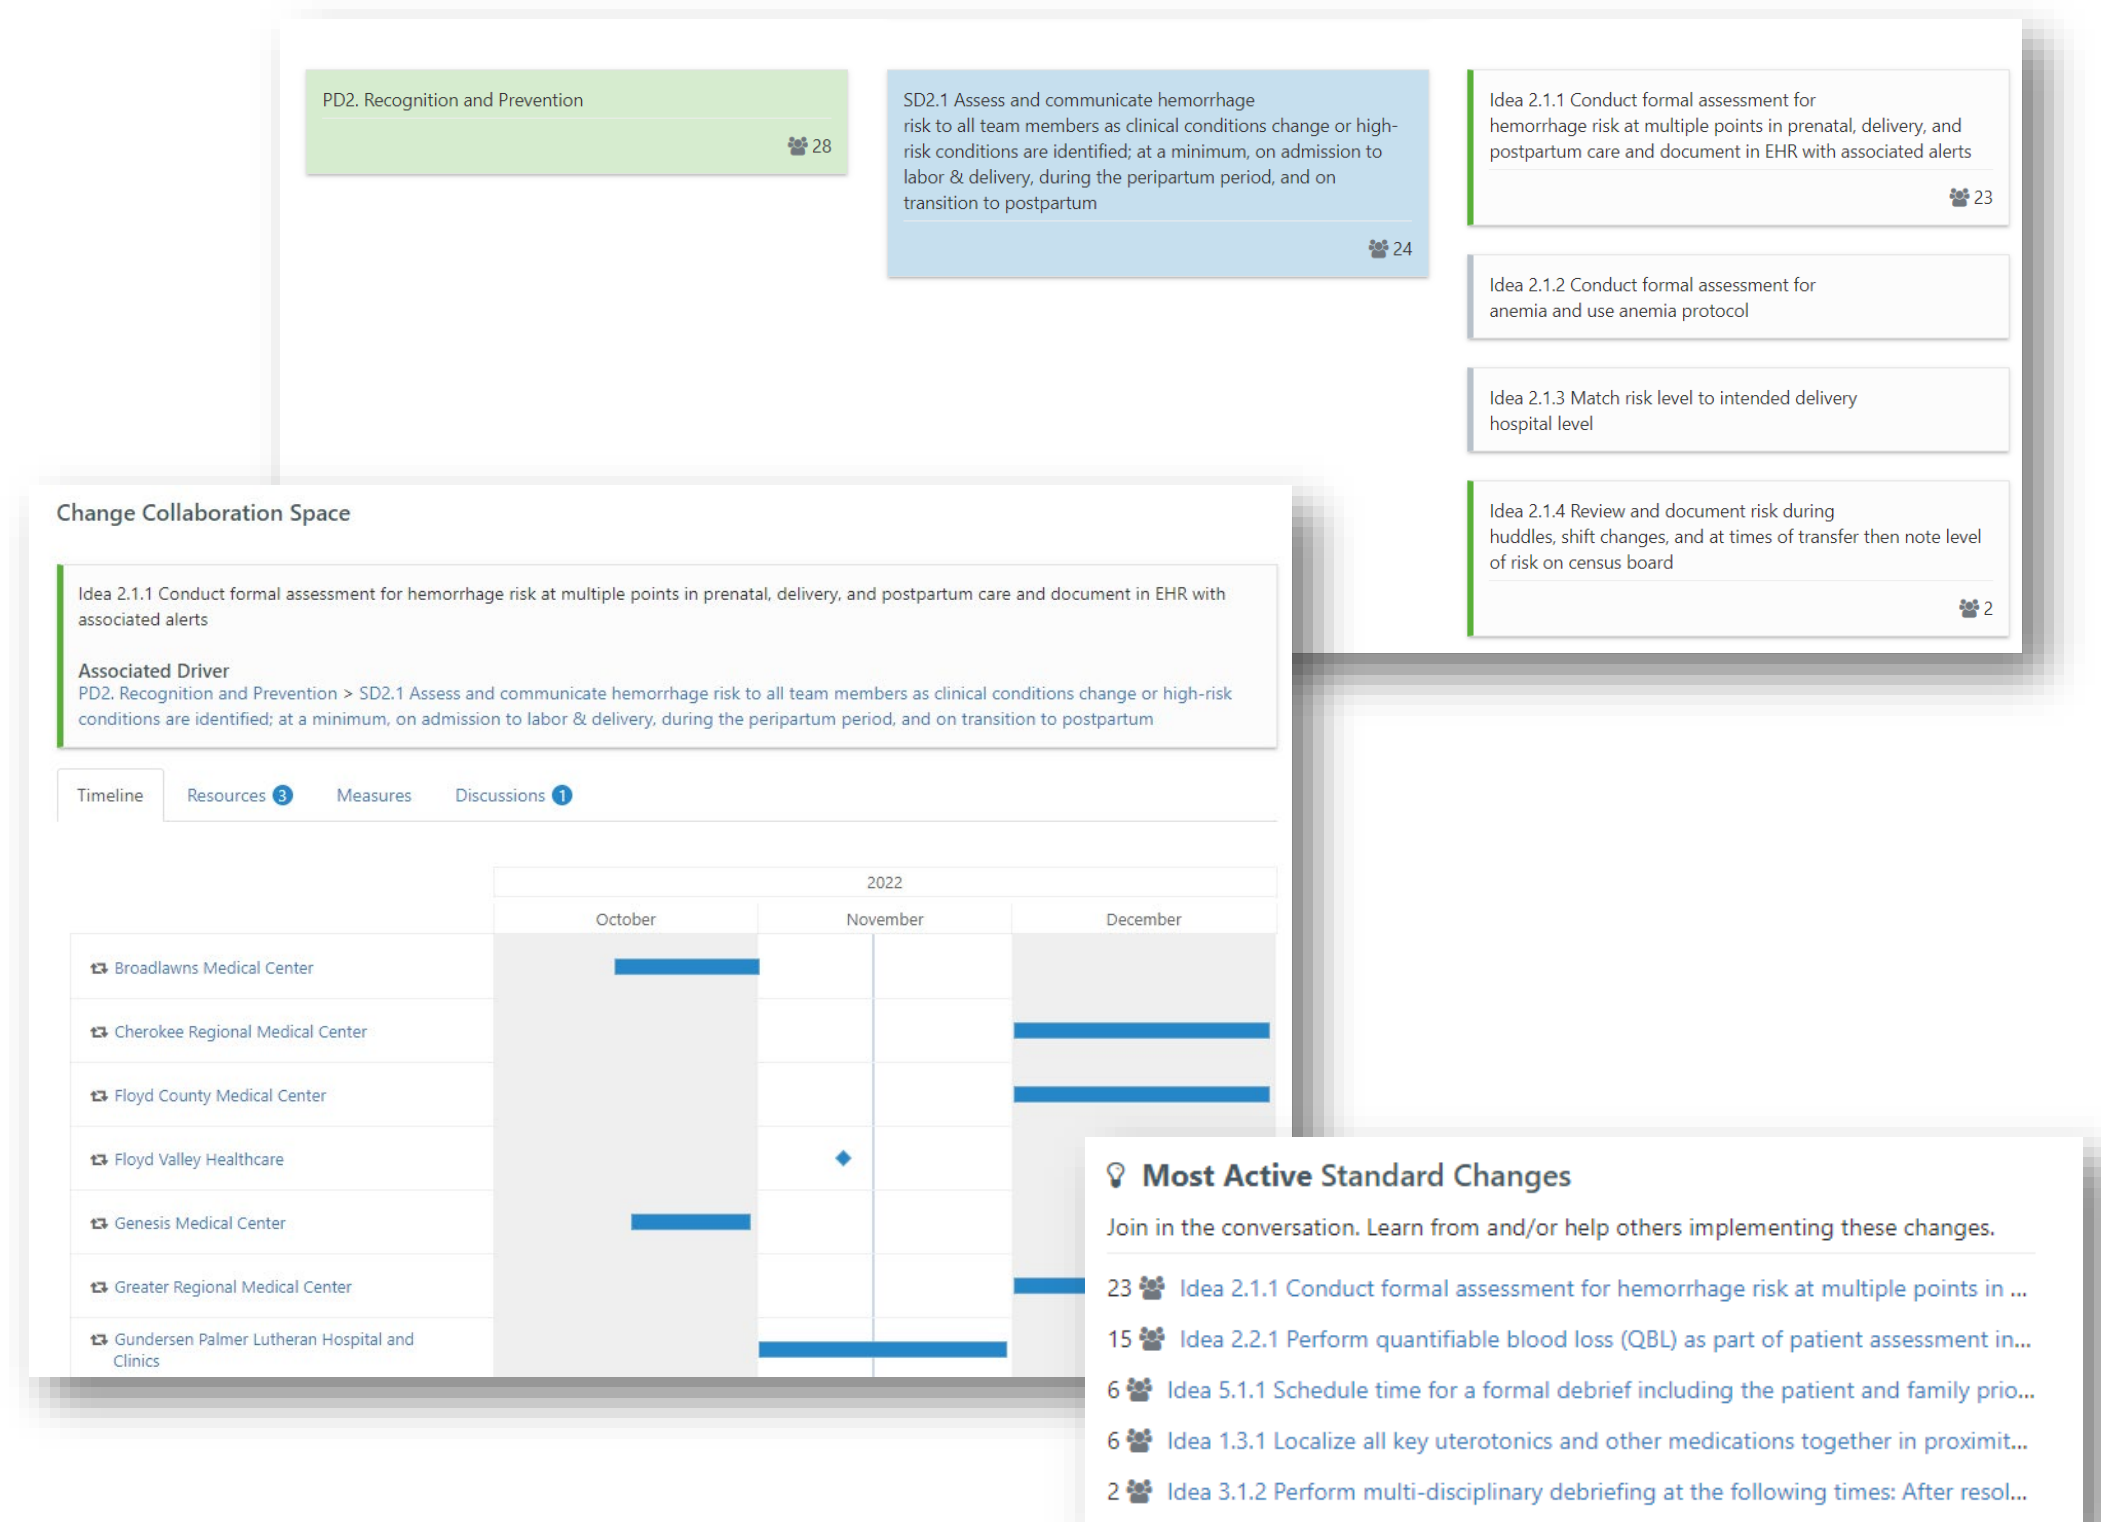 PD2. Recognition and Prevention
28
SD2.1 Assess and communicate hemorrhage
risk to all team members as clinical conditions change or high-
risk conditions are identified; at a minimum, on admission to
labor & delivery, during the peripartum period, and on
transition to postpartum
24
Idea 2.1.1 Conduct formal assessment for
hemorrhage risk at multiple points in prenatal, delivery, and
postpartum care and document in EHR with associated alerts
23
Idea 2.1.2 Conduct formal assessment for
anemia and use anemia protocol
Idea 2.1.3 Match risk level to intended delivery
hospital level
Idea 2.1.4 Review and document risk during
huddles, shift changes, and at times of transfer then note level
of risk on census board
2
Change Collaboration Space
Idea 2.1.1 Conduct formal assessment for hemorrhage risk at multiple points in prenatal, delivery, and postpartum care and document in EHR with
associated alerts
Associated Driver
PD2. Recognition and Prevention > SD2.1 Assess and communicate hemorrhage risk to all team members as clinical conditions change or high-risk
conditions are identified; at a minimum, on admission to labor & delivery, during the peripartum period, and on transition to postpartum
Timeline Resources 3 Measures Discussions 1
2022
October November December
Broadlawns Medical Center
Cherokee Regional Medical Center
Floyd County Medical Center
Floyd Valley Healthcare
Genesis Medical Center
Greater Regional Medical Center
Gundersen Palmer Lutheran Hospital and
Clinics
Most Active Standard Changes
Join in the conversation. Learn from and/or help others implementing these changes.
23 Idea 2.1.1 Conduct formal assessment for hemorrhage risk at multiple points in ...
15 Idea 2.2.1 Perform quantifiable blood loss (QBL) as part of patient assessment in...
6 Idea 5.1.1 Schedule time for a formal debrief including the patient and family prio...
6 Idea 1.3.1 Localize all key uterotonics and other medications together in proximit...
2 Idea 3.1.2 Perform multi-disciplinary debriefing at the following times: After resol...